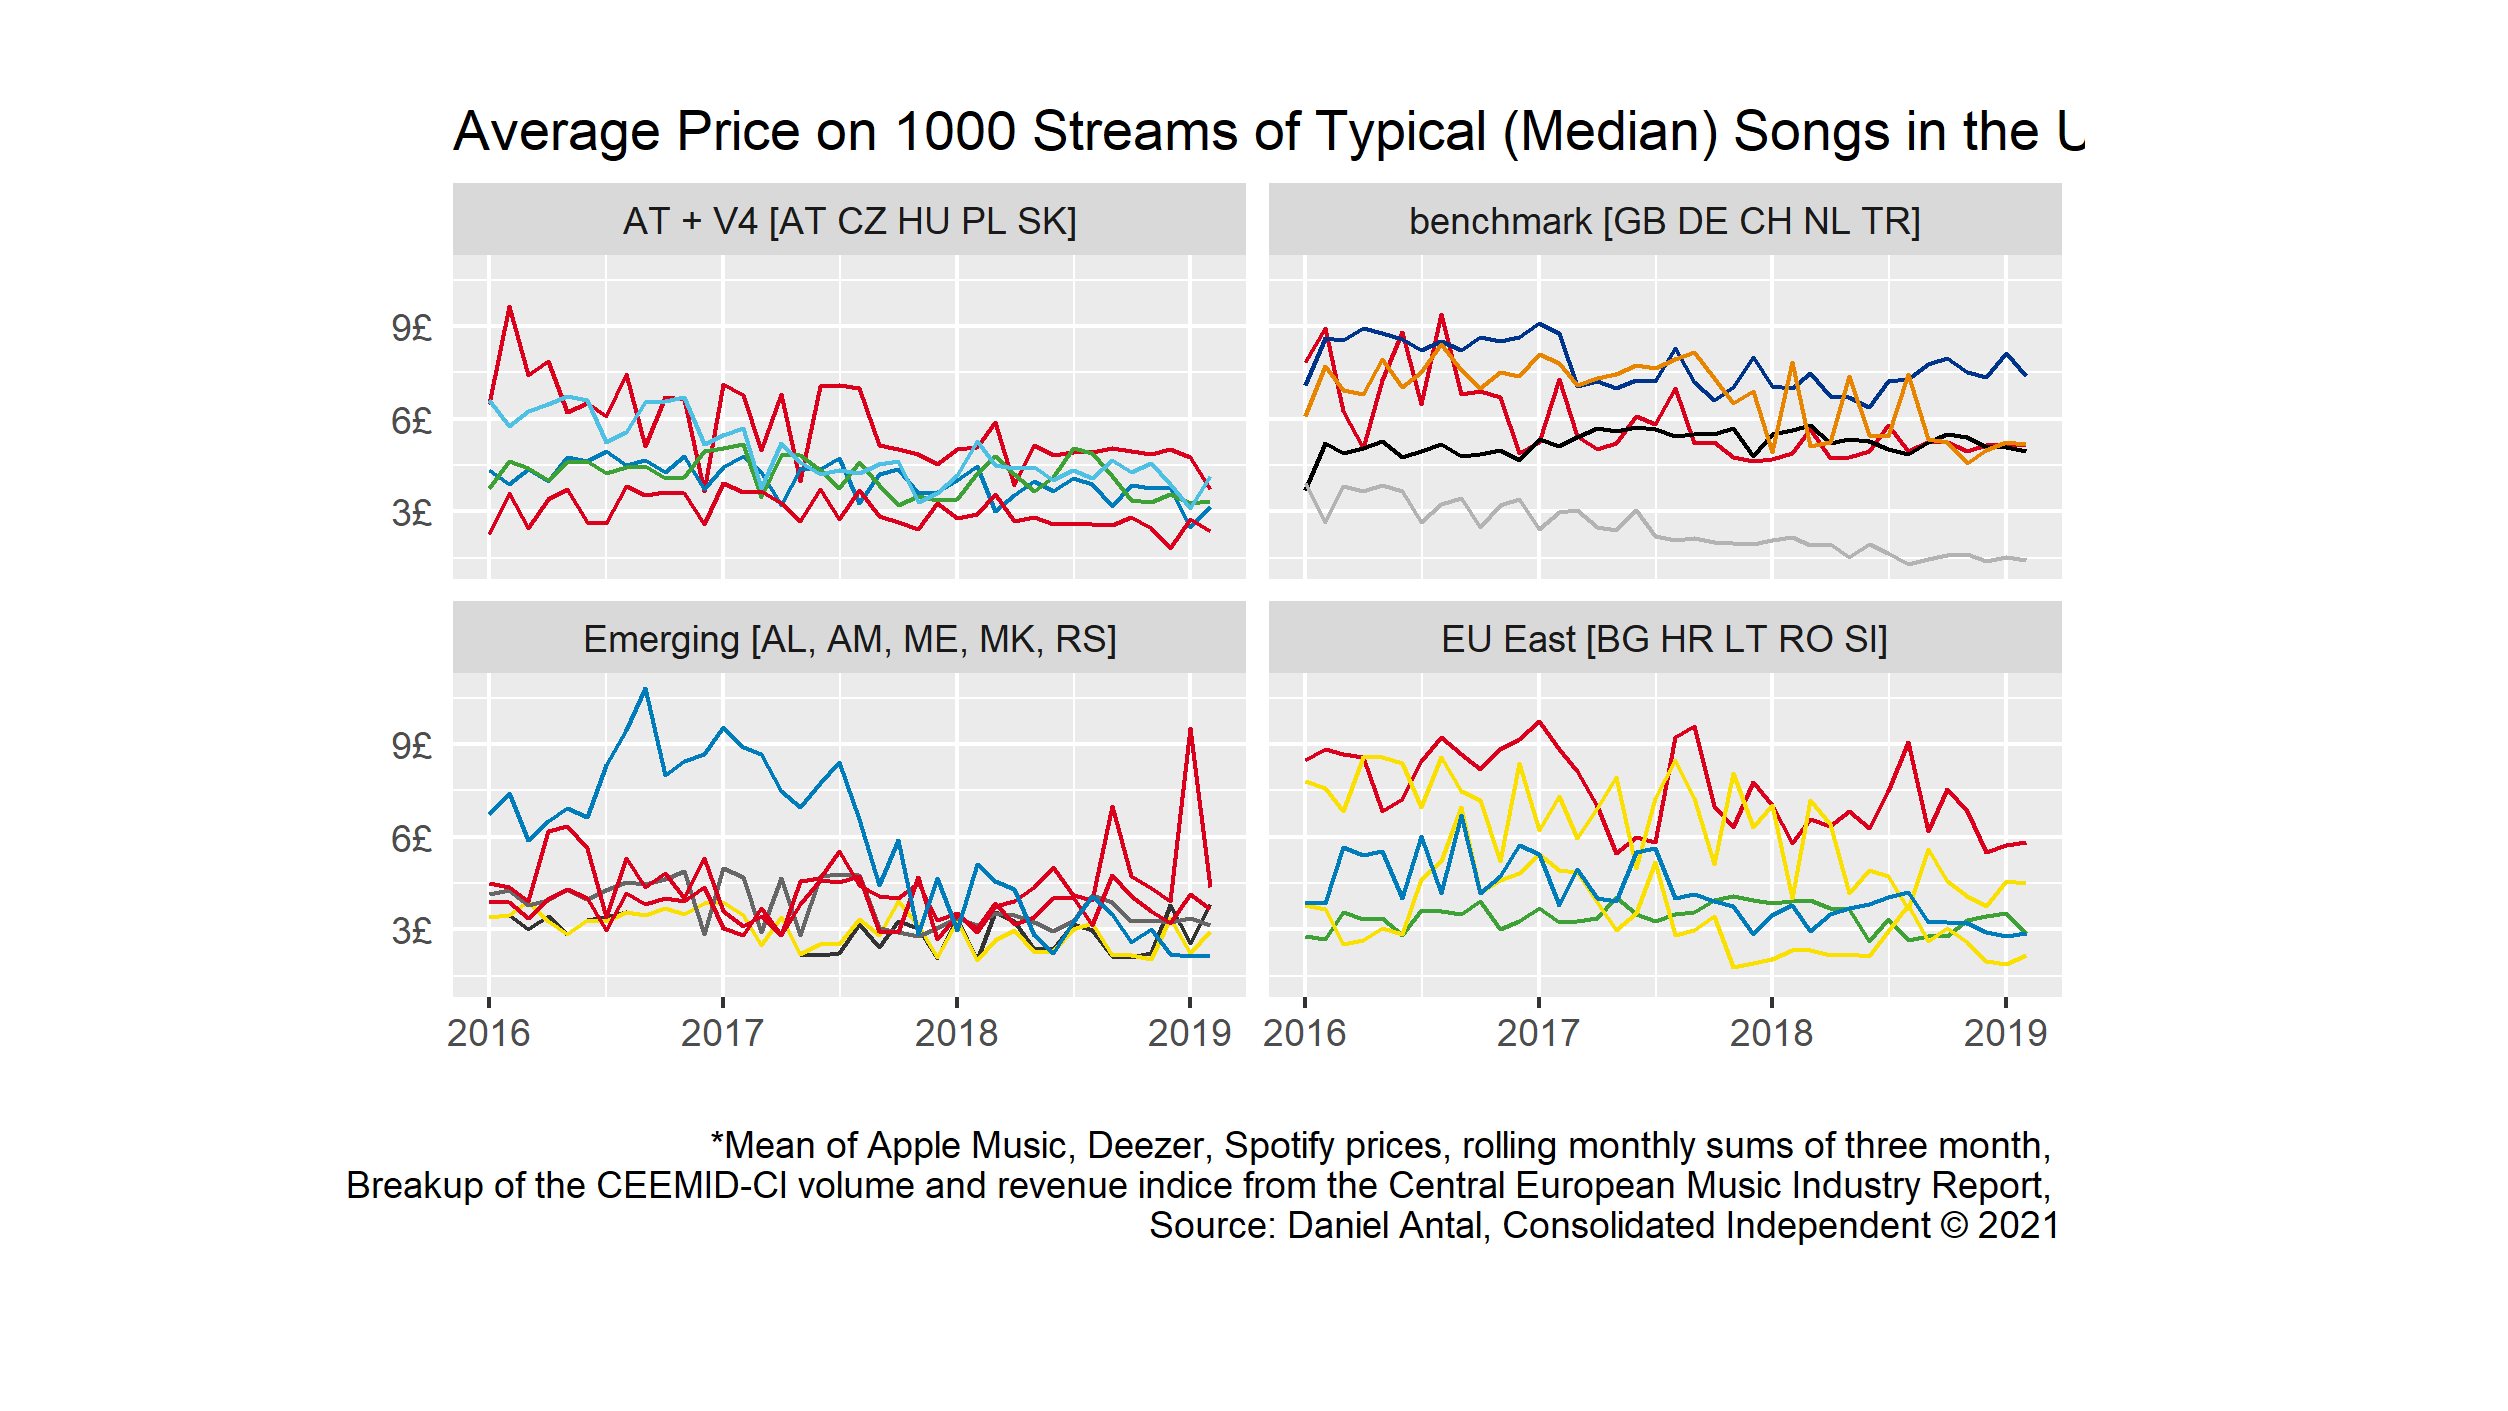 Average Price on 1000 Streams of Typical (Median) Songs in the U
AT + V4 [AT CZ HU PL SK]
benchmark [GB DE CH NL TR]
9£
6£
3£
Emerging [AL, AM, ME, MK, RS]
EU East [BG HR LT RO SI]
9£
6£
3£
2016 2017 2018 2019 2016 2017 2018 2019
*Mean of Apple Music, Deezer, Spotify prices, rolling monthly sums of three month,
Breakup of the CEEMID-CI volume and revenue indice from the Central European Music Industry Report,
Source: Daniel Antal, Consolidated Independent © 2021